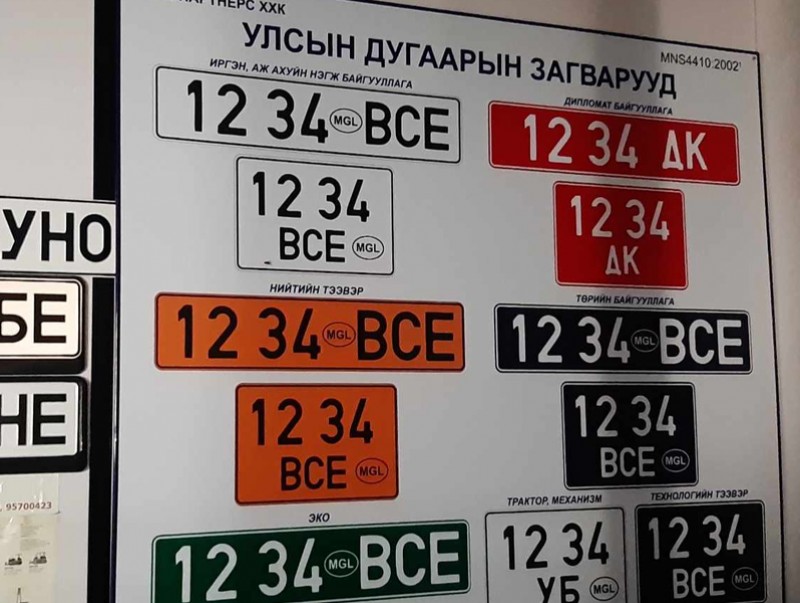 ХХК
УЛСЫН ДУГААРЫН ЗАГВАРУУД
MNS4410:2002
ИРГЭН, АЖ АХУЙН НЭГЖ БАЙГУУЛЛАГА
12 34 MGL ВСЕ
12 34
ВСЕ MGL
ДИПЛОМАТ БАЙГУУЛЛАГА
12 34 ДК
12 34
ДК
НИЙТИЙН ТЭЭВЭР
12 34 MGL ВСЕ
12 34
ВСЕ MGL
ТӨРИЙН БАЙГУУЛЛАГА
12 34 MGL ВСЕ
12 34
ВСЕ MGL
ЭКО
12 34 MGL ВСЕ
ТРАКТОР, МЕХАНИЗМ
12 34
УБ MGL
ТЕХНОЛОГИЙН ТЭЭВЭР
12 34
ВСЕ MGL
УНО
БЕ
НЕ
95700423